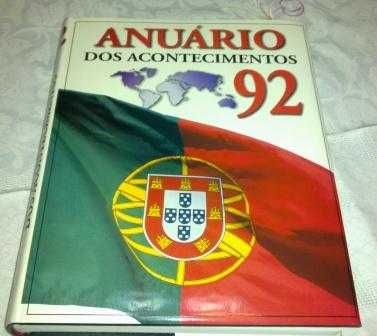 ANUÁRIO
DOS ACONTECIMENTOS
92